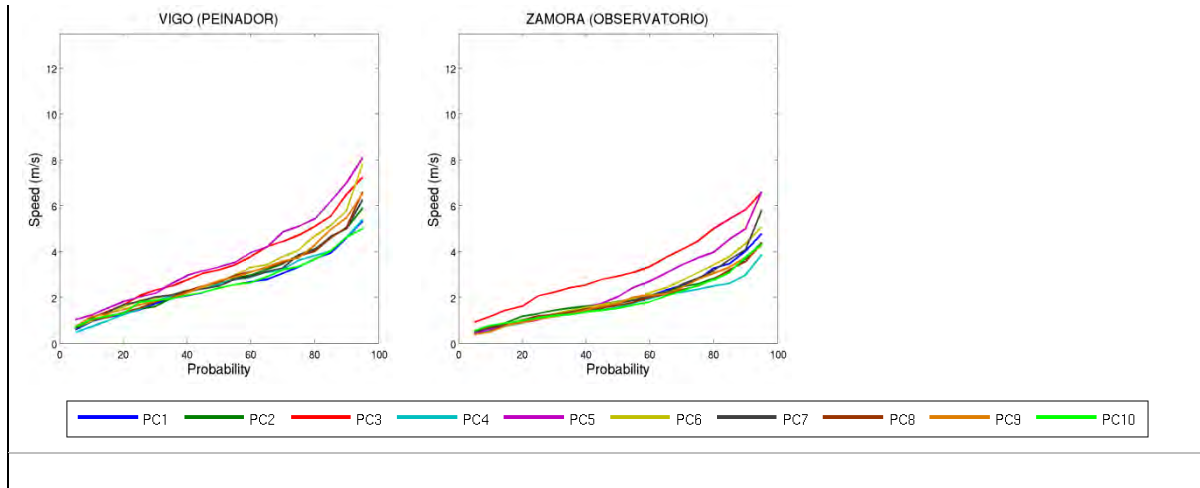 VIGO (PEINADOR)
12
10
8
6
4
2
0
Speed (m/s)
0 20 40 60 80 100
Probability
ZAMORA (OBSERVATORIO)
12
10
8
6
4
2
0
Speed (m/s)
0 20 40 60 80 100
Probability
PC1 PC2 PC3 PC4 PC5 PC6 PC7 PC8 PC9 PC10